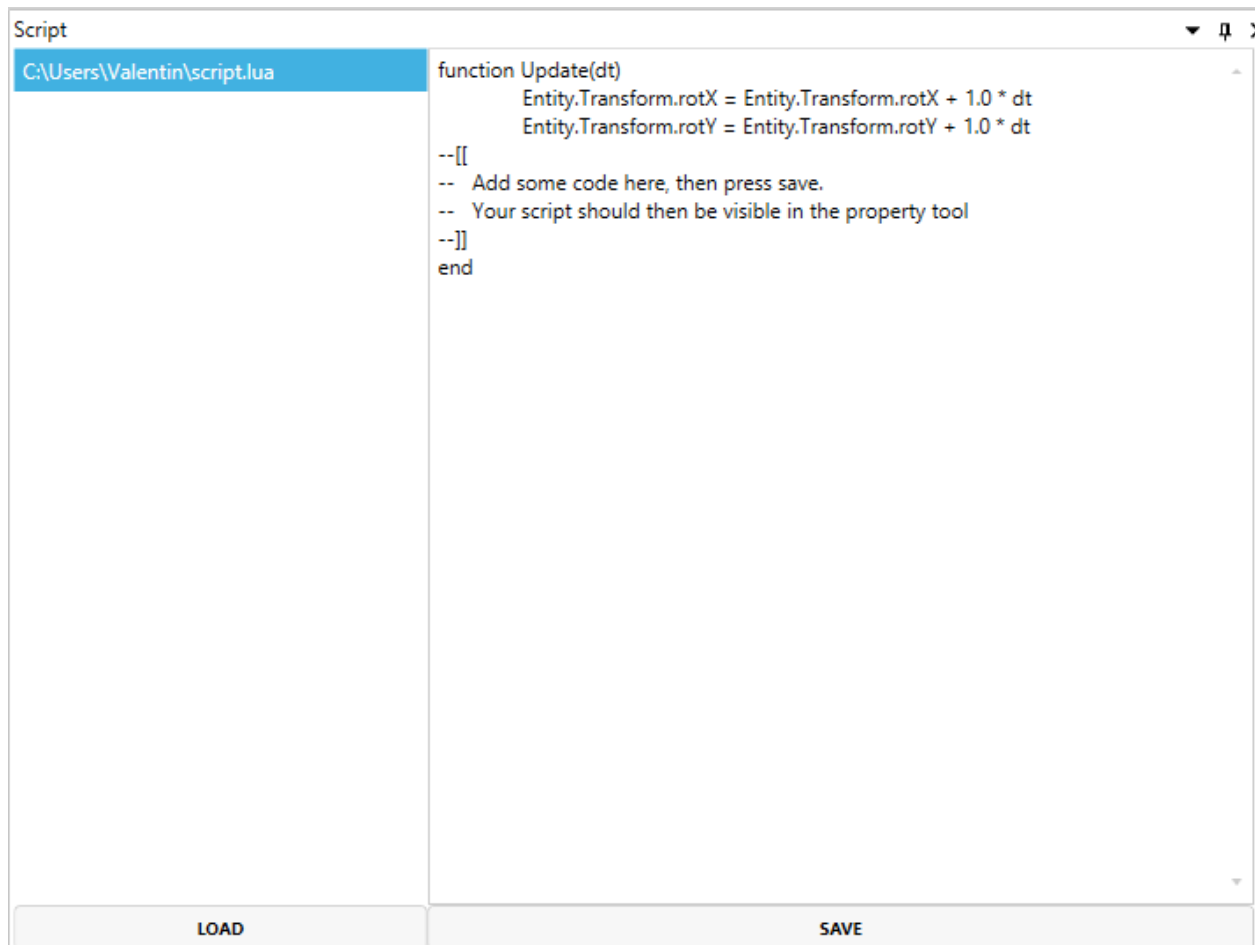 Script
C:\Users\Valentin\script.lua
function Update(dt)
Entity.Transform.rotX = Entity.Transform.rotX + 1.0 * dt
Entity.Transform.rotY = Entity.Transform.rotY + 1.0 * dt
--[[
--   Add some code here, then press save.
--   Your script should then be visible in the property tool
--]]
end
LOAD
SAVE